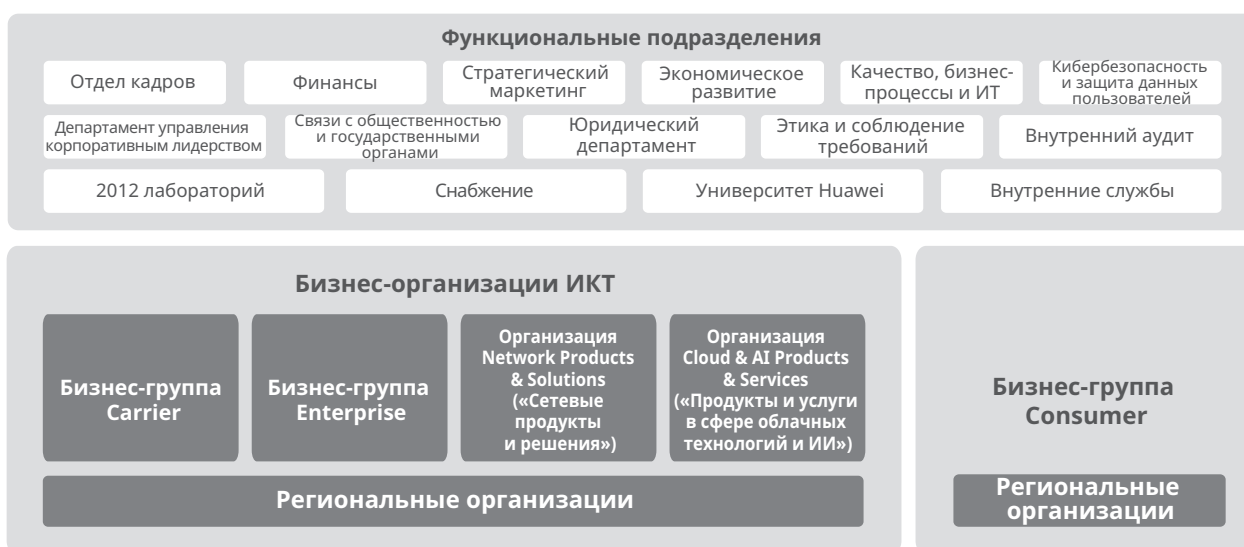 Функциональные подразделения
Отдел кадров
Финансы
Стратегический
маркетинг
Экономическое
развитие
Качество, бизнес-
процессы и ИТ
Кибербезопасность
и защита данных
пользователей
Департамент управления
корпоративным лидерством
Связи с общественностью
и государственными
органами
Юридический
департамент
Этика и соблюдение
требований
Внутренний аудит
2012 лабораторий
Снабжение
Университет Huawei
Внутренние службы
Бизнес-организации ИКТ
Бизнес-группа
Carrier
Бизнес-группа
Enterprise
Организация
Network Products
& Solutions
(«Сетевые
продукты
и решения»)
Организация
Cloud & AI Products
& Services
(«Продукты и услуги
в сфере облачных
технологий и ИИ»)
Региональные организации
Бизнес-группа
Consumer
Региональные
организации